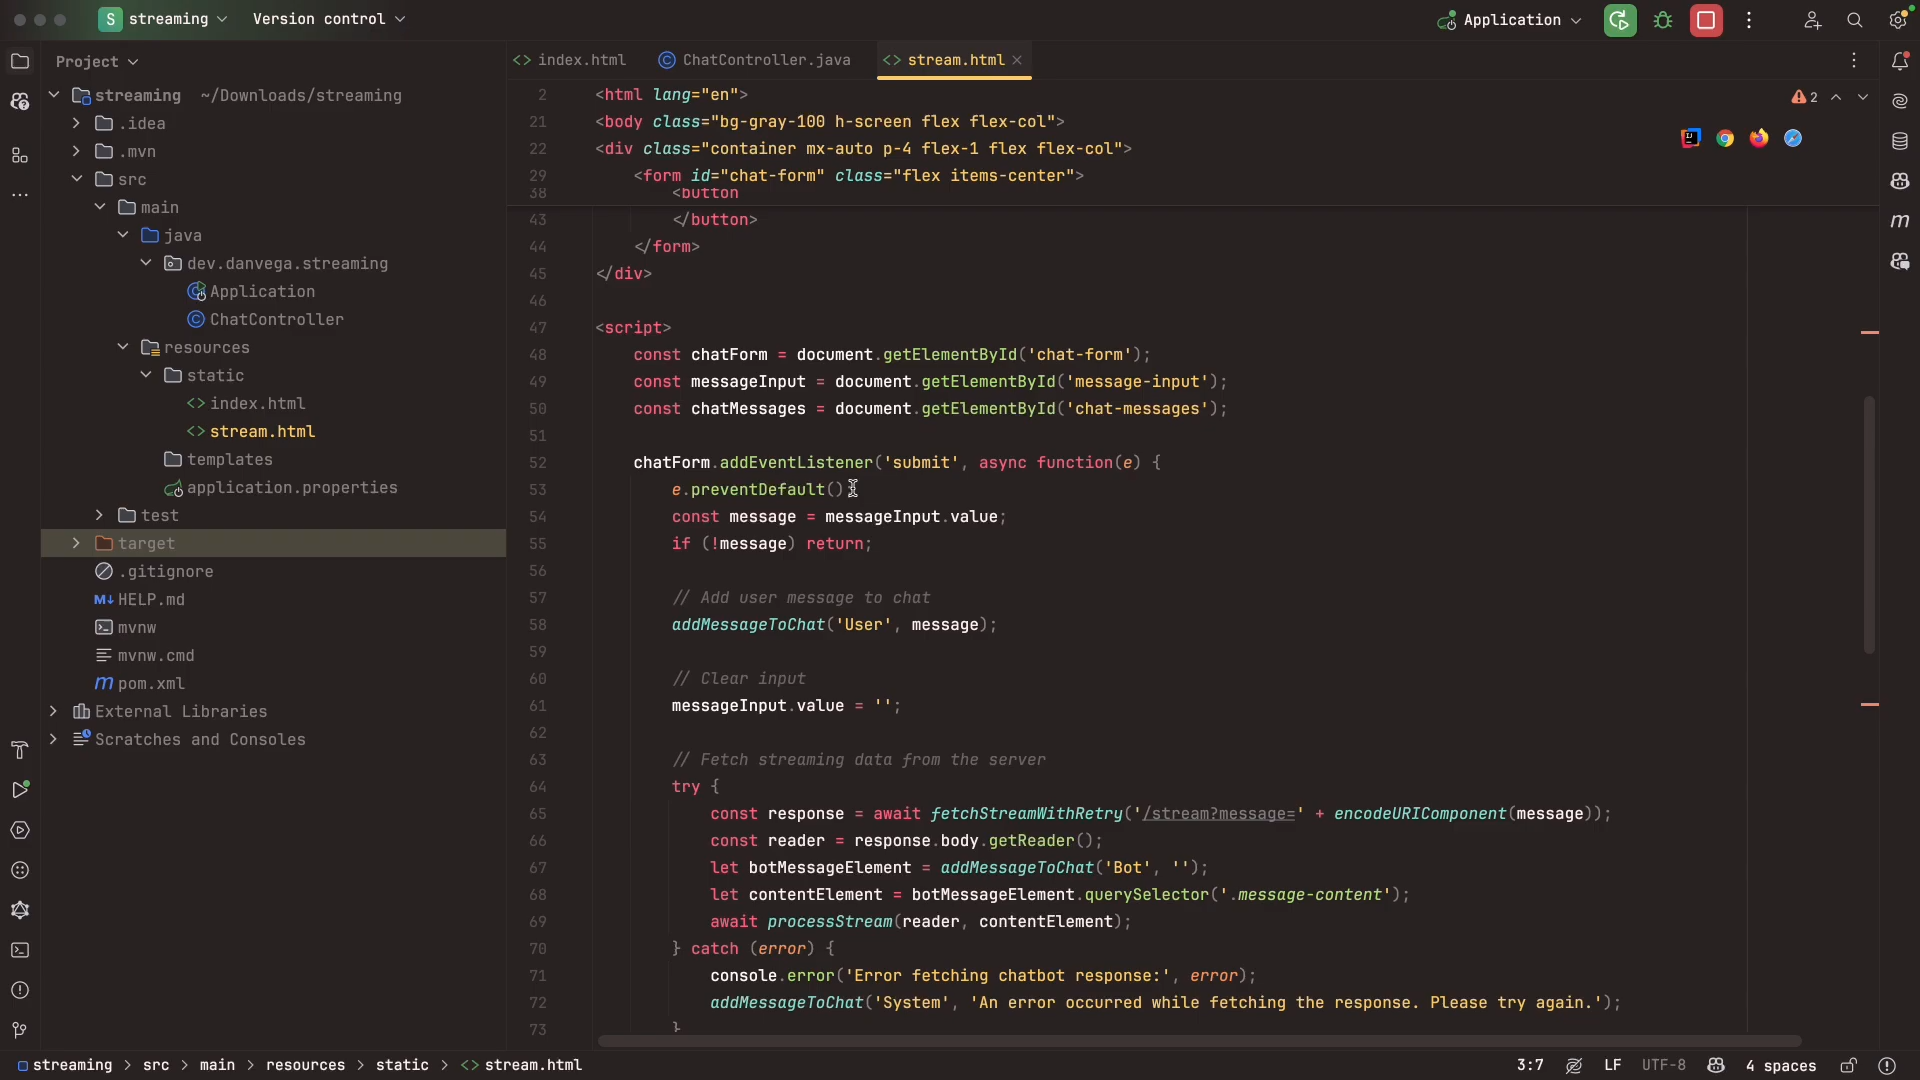 S streaming Version control Application
Project
index.html ChatController.java stream.html
streaming ~/Downloads/streaming
.idea
.mvn
src
main
java
dev.danvega.streaming
Application
ChatController
resources
static
index.html
stream.html
templates
application.properties
test
target
.gitignore
HELP.md
mvnw
mvnw.cmd
pom.xml
External Libraries
Scratches and Consoles
2
2 <html lang="en">
21 <body class="bg-gray-100 h-screen flex flex-col">
22 <div class="container mx-auto p-4 flex-1 flex flex-col">
29 <form id="chat-form" class="flex items-center">
38 <button
43 </button>
44 </form>
45 </div>
46
47 <script>
48 const chatForm = document.getElementById('chat-form');
49 const messageInput = document.getElementById('message-input');
50 const chatMessages = document.getElementById('chat-messages');
51
52 chatForm.addEventListener('submit', async function(e) {
53 e.preventDefault()
54 const message = messageInput.value;
55 if (!message) return;
56
57 // Add user message to chat
58 addMessageToChat('User', message);
59
60 // Clear input
61 messageInput.value = '';
62
63 // Fetch streaming data from the server
64 try {
65 const response = await fetchStreamWithRetry('/stream?message=' + encodeURIComponent(message));
66 const reader = response.body.getReader();
67 let botMessageElement = addMessageToChat('Bot', '');
68 let contentElement = botMessageElement.querySelector('.message-content');
69 await processStream(reader, contentElement);
70 } catch (error) {
71 console.error('Error fetching chatbot response:', error);
72 addMessageToChat('System', 'An error occurred while fetching the response. Please try again.');
73 }
streaming > src > main > resources > static > stream.html 3:7 LF UTF-8 4 spaces